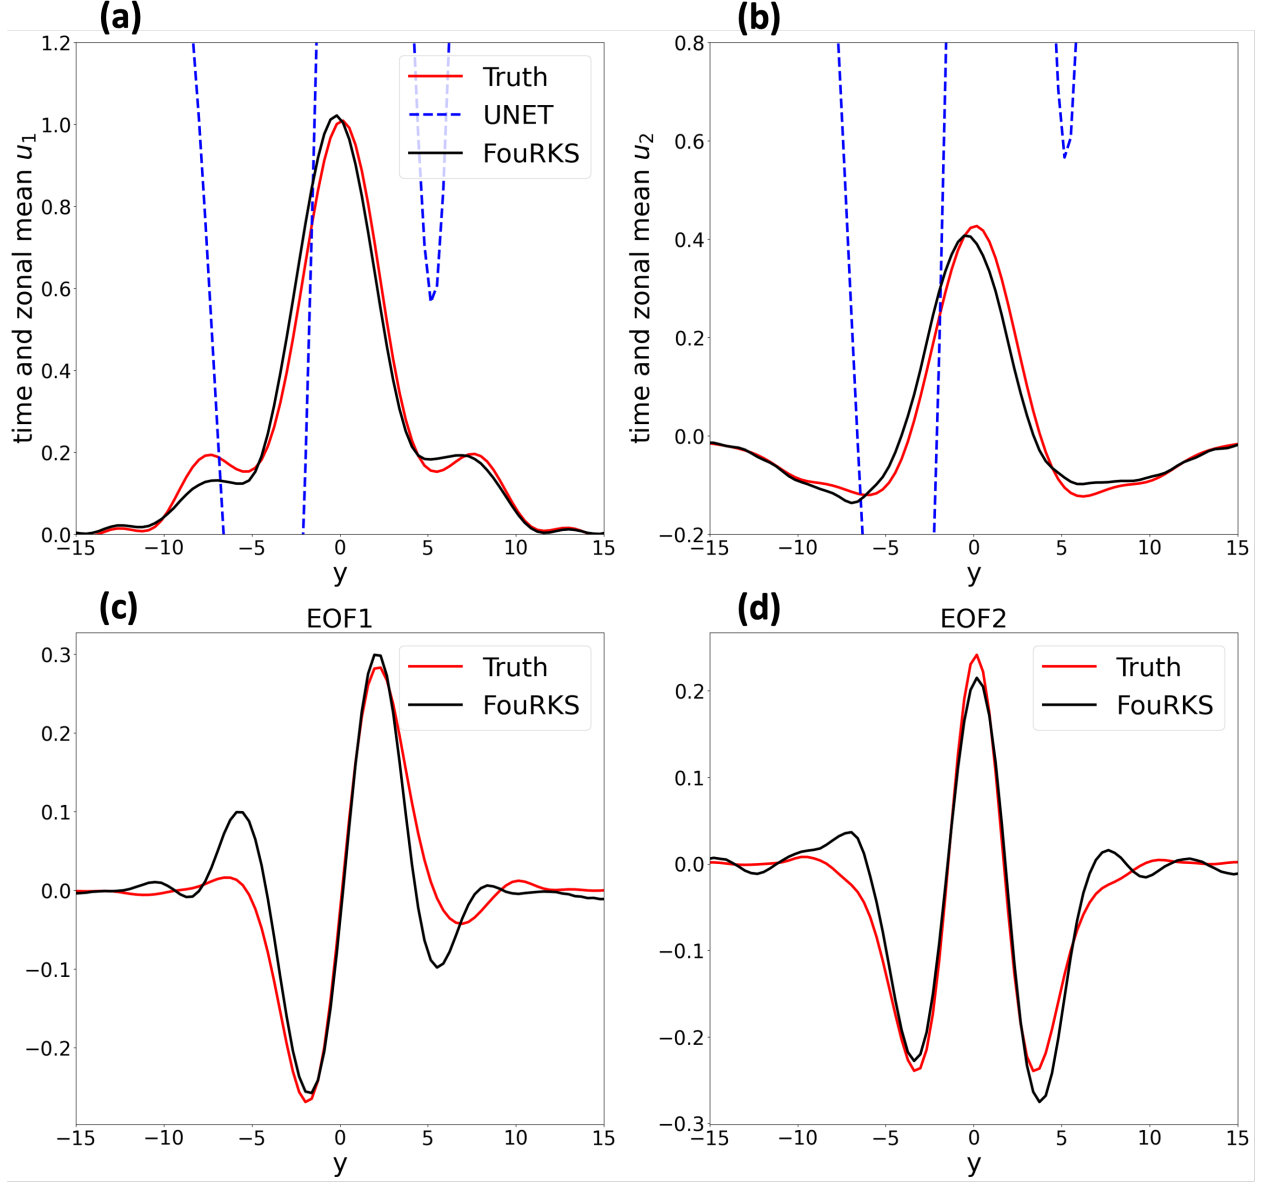 (a)
1.2
1.0
0.8
0.6
0.4
0.2
0.0
−15 −10 −5 0 5 10 15
y
time and zonal mean u1
Truth
UNET
FouRKS
(b)
0.8
0.6
0.4
0.2
0.0
−0.2
−15 −10 −5 0 5 10 15
y
time and zonal mean u2
(c)
EOF1
0.3
0.2
0.1
0.0
−0.1
−0.2
−15 −10 −5 0 5 10 15
y
Truth
FouRKS
(d)
EOF2
0.2
0.1
0.0
−0.1
−0.2
−0.3
−15 −10 −5 0 5 10 15
y
Truth
FouRKS